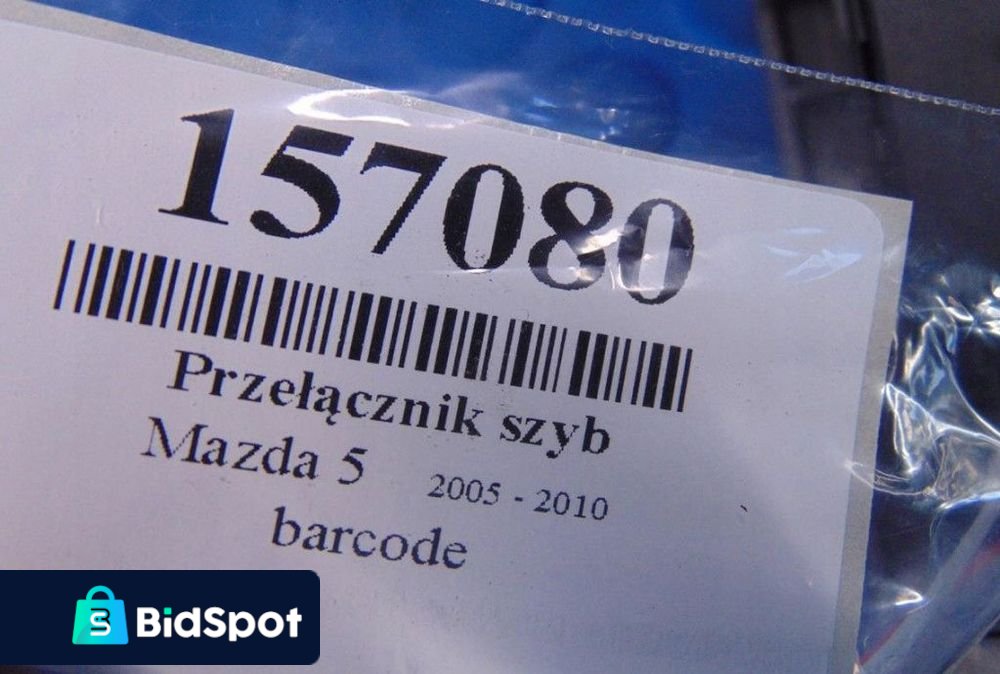 157080
Przełącznik szyb
Mazda 5 2005 - 2010
barcode
BidSpot